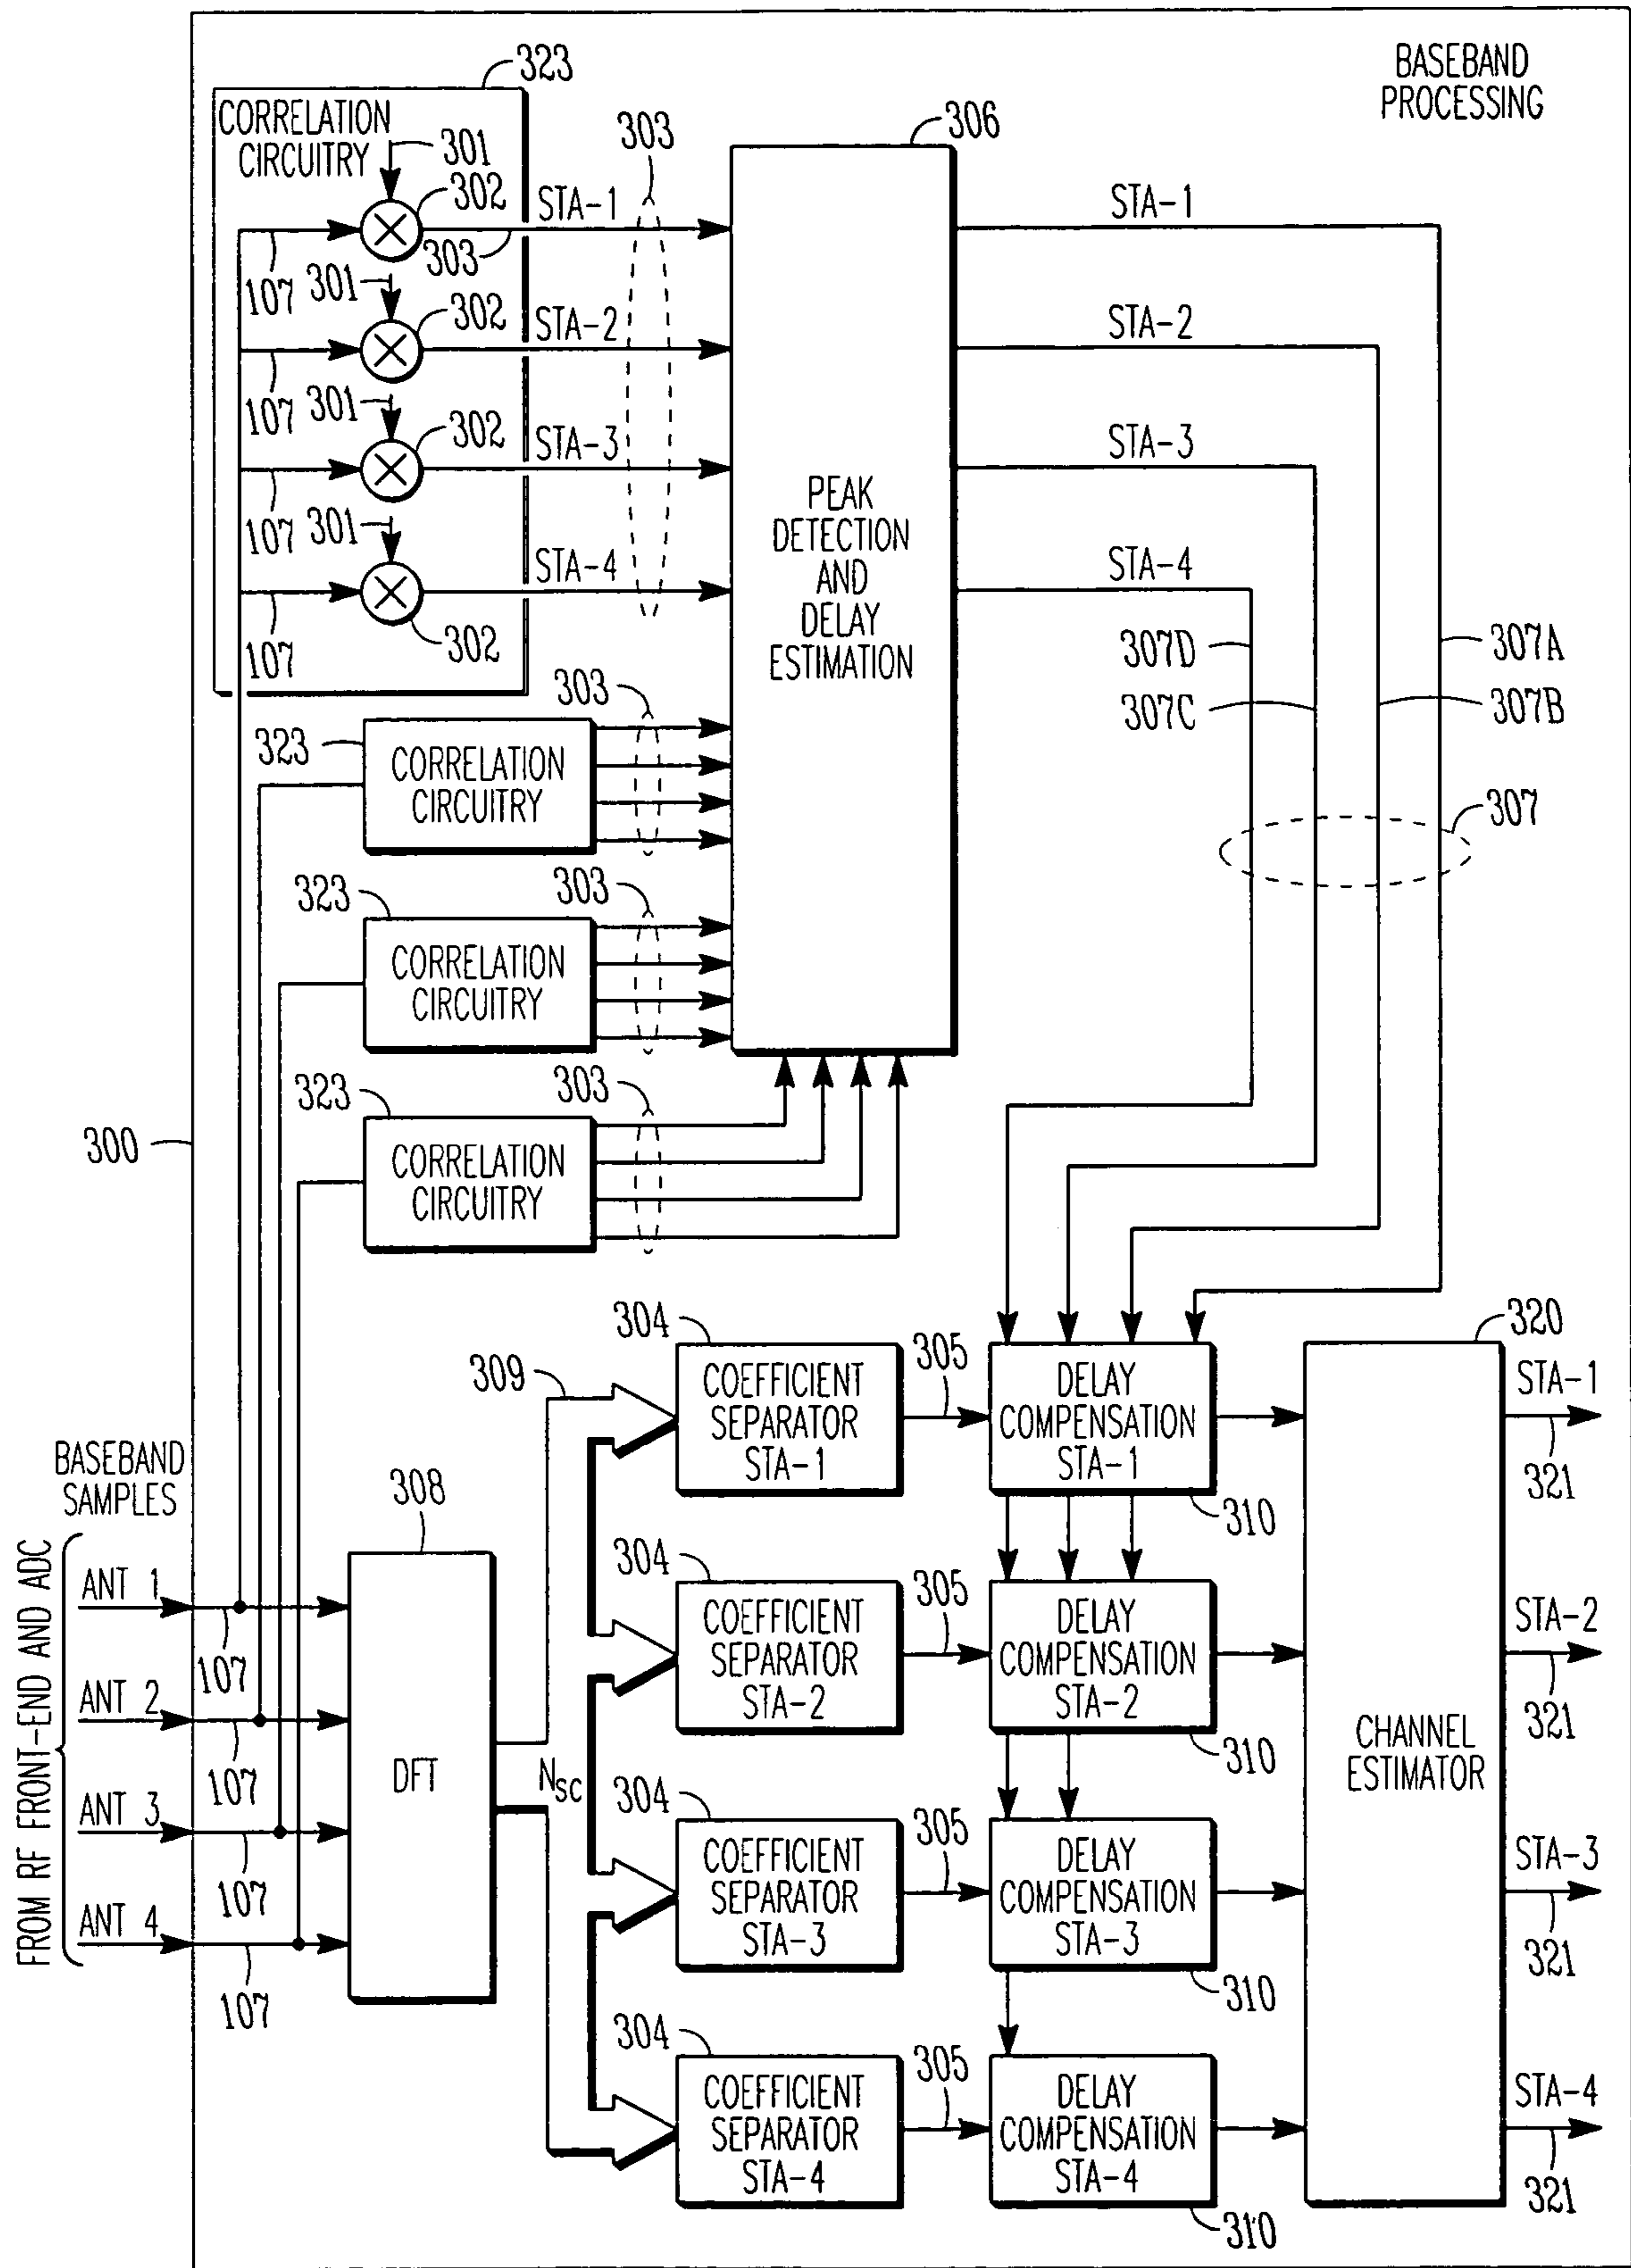 BASEBAND
PROCESSING
323
CORRELATION
CIRCUITRY
301
302
303
306
STA-1
303
STA-1
107
301
302
STA-2
STA-2
107
301
302
STA-3
STA-3
107
301
STA-4
STA-4
302
107
PEAK
DETECTION
AND
DELAY
ESTIMATION
307D
307A
307C
307B
307
303
323
CORRELATION
CIRCUITRY
303
323
CORRELATION
CIRCUITRY
303
323
CORRELATION
CIRCUITRY
300
304
305
320
309
COEFFICIENT
SEPARATOR
STA-1
DELAY
COMPENSATION
STA-1
310
STA-1
321
BASEBAND
SAMPLES
308
FROM RF FRONT-END AND ADC
ANT 1
107
ANT 2
107
ANT 3
107
ANT 4
107
DFT
NSC
304
305
COEFFICIENT
SEPARATOR
STA-2
DELAY
COMPENSATION
STA-2
310
STA-2
321
CHANNEL
ESTIMATOR
304
305
COEFFICIENT
SEPARATOR
STA-3
DELAY
COMPENSATION
STA-3
310
STA-3
321
304
305
COEFFICIENT
SEPARATOR
STA-4
DELAY
COMPENSATION
STA-4
310
STA-4
321